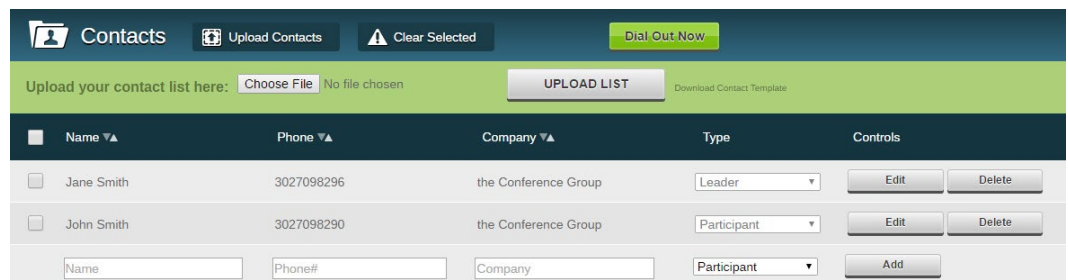 Contacts Upload Contacts Clear Selected Dial Out Now
Upload your contact list here: Choose File No file chosen UPLOAD LIST Download Contact Template
Name Phone Company Type Controls
Jane Smith 3027098296 the Conference Group Leader Edit Delete
John Smith 3027098290 the Conference Group Participant Edit Delete
Name Phone# Company Participant Add